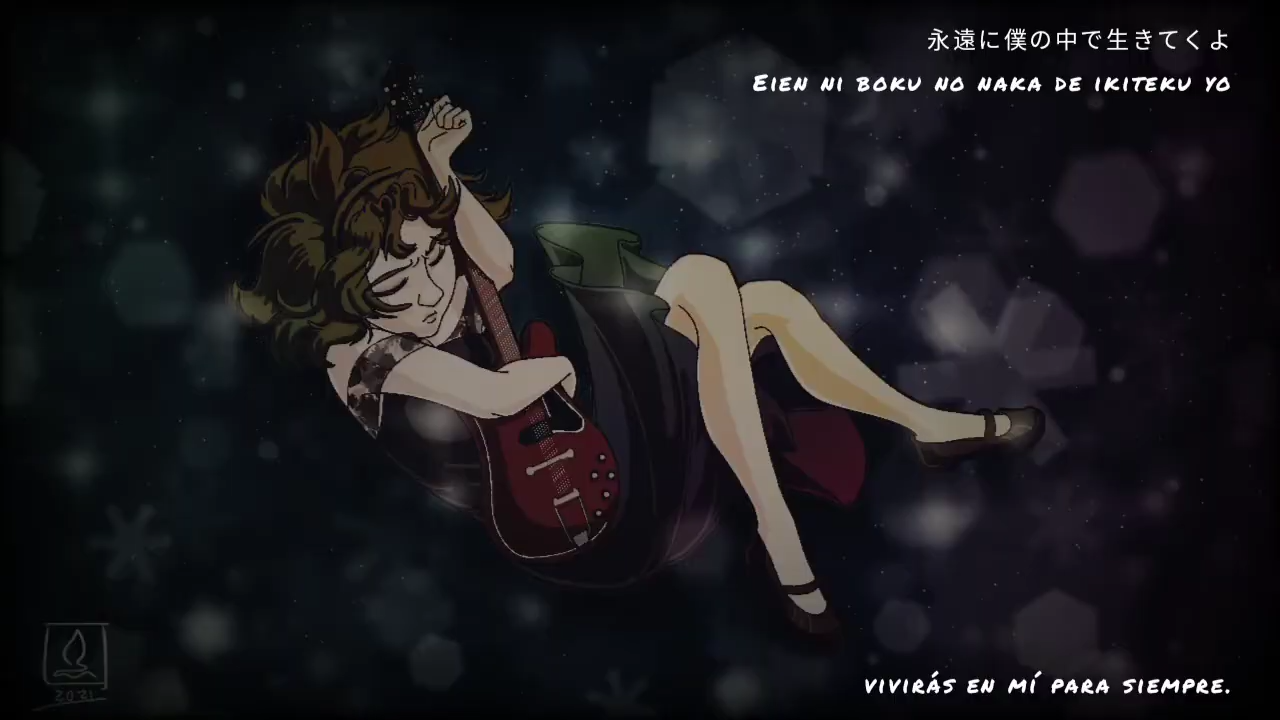 永遠に僕の中で生きてくよ
Eien ni boku no naka de ikiteku yo
vivirás en mí para siempre.
2021